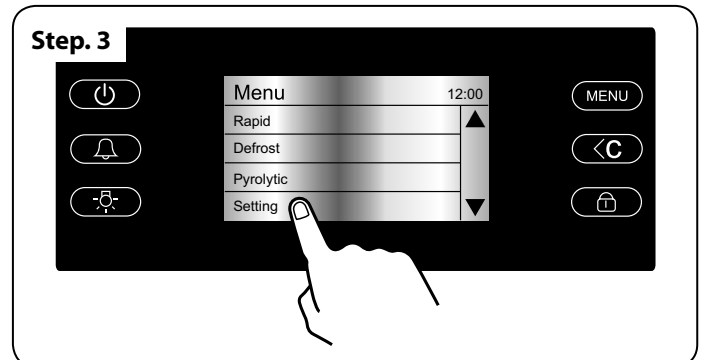 Step. 3
Menu 12:00
MENU
Rapid
Defrost
C
Pyrolytic
Setting